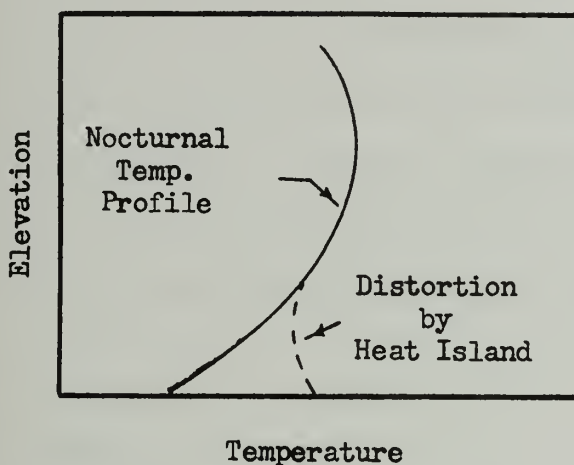 Elevation
Nocturnal
Temp.
Profile
Distortion
by
Heat Island
Temperature